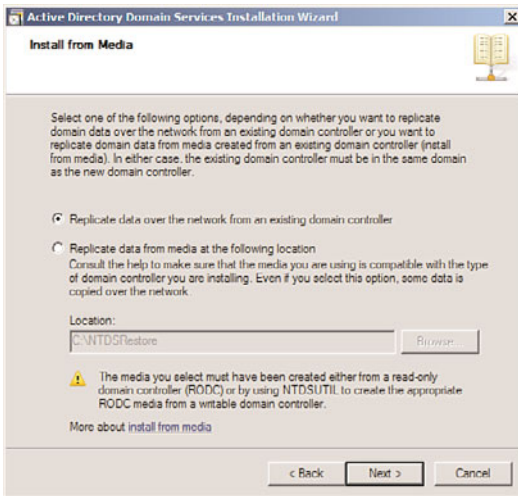 Active Directory Domain Services Installation Wizard
Install from Media
Select one of the following options, depending on whether you want to replicate
domain data over the network from an existing domain controller or you want to
replicate domain data from media created from an existing domain controller (install
from media). In either case, the existing domain controller must be in the same domain
as the new domain controller.
Replicate data over the network from an existing domain controller
Replicate data from media at the following location
Consult the help to make sure that the media you are using is compatible with the type
of domain controller you are installing. Even if you select this option, some data is
copied over the network.
Location:
C:\NTDSRestore
Browse...
The media you select must have been created either from a read-only
domain controller (RODC) or by using NTDSUTIL to create the appropriate
RODC media from a writable domain controller.
More about install from media
< Back Next > Cancel